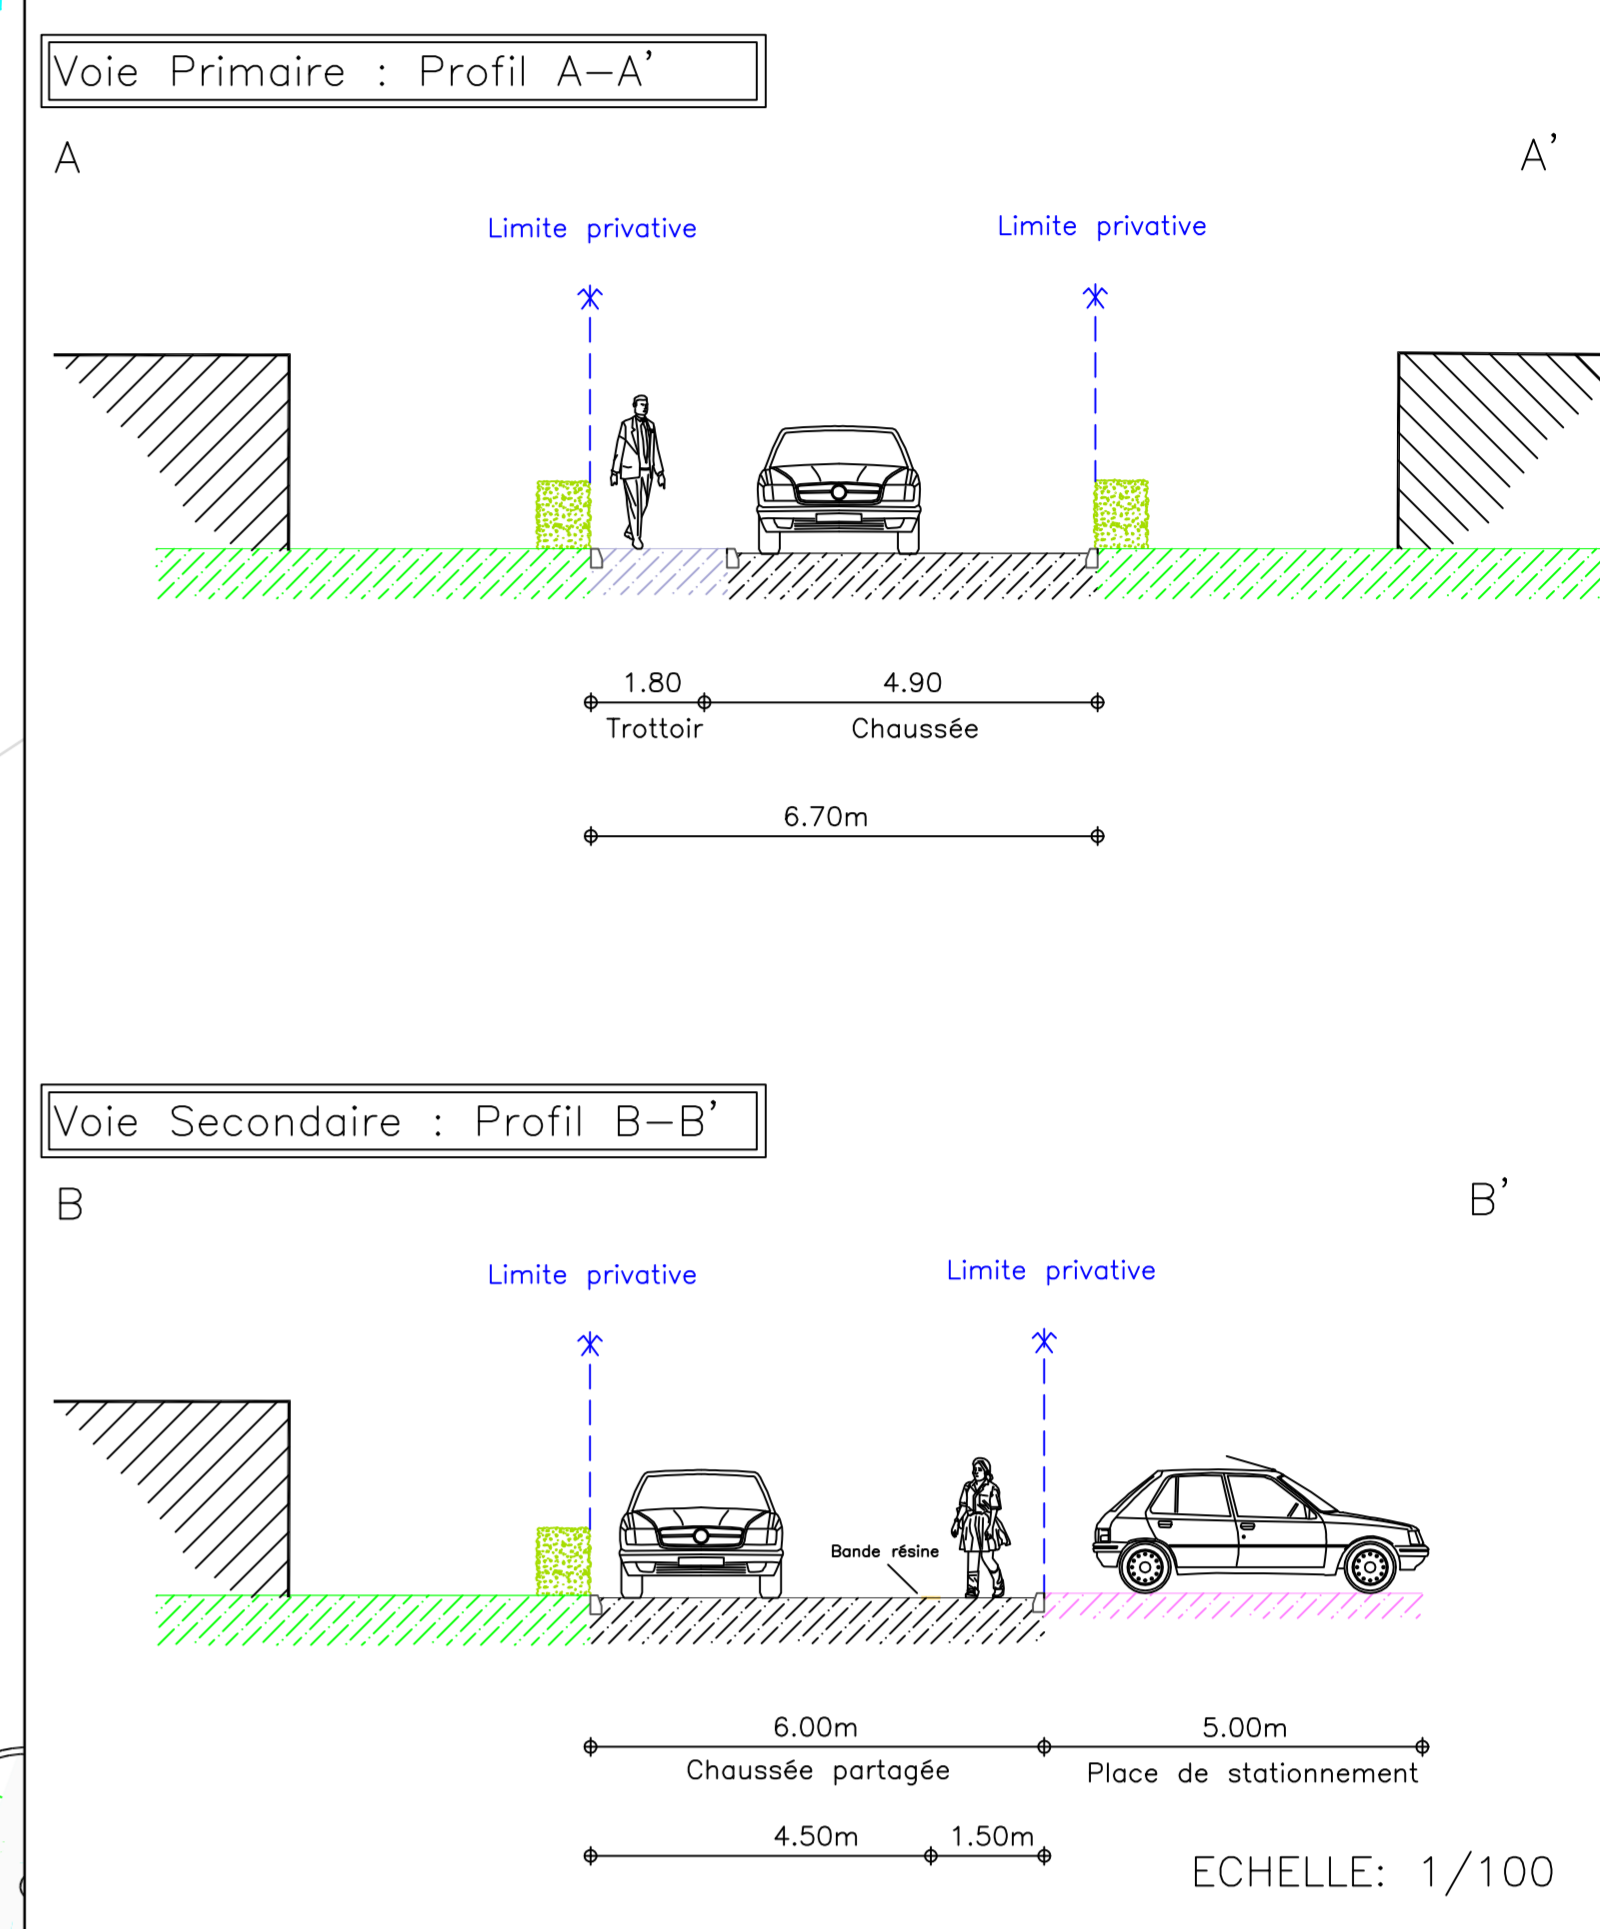 Voie Primaire : Profil A-A'
A
A'
Limite privative
Limite privative
1.80
4.90
Trottoir
Chaussée
6.70m
Voie Secondaire : Profil B-B'
B
B'
Limite privative
Limite privative
Bande résine
6.00m
5.00m
Chaussée partagée
Place de stationnement
4.50m
1.50m
ECHELLE: 1/100